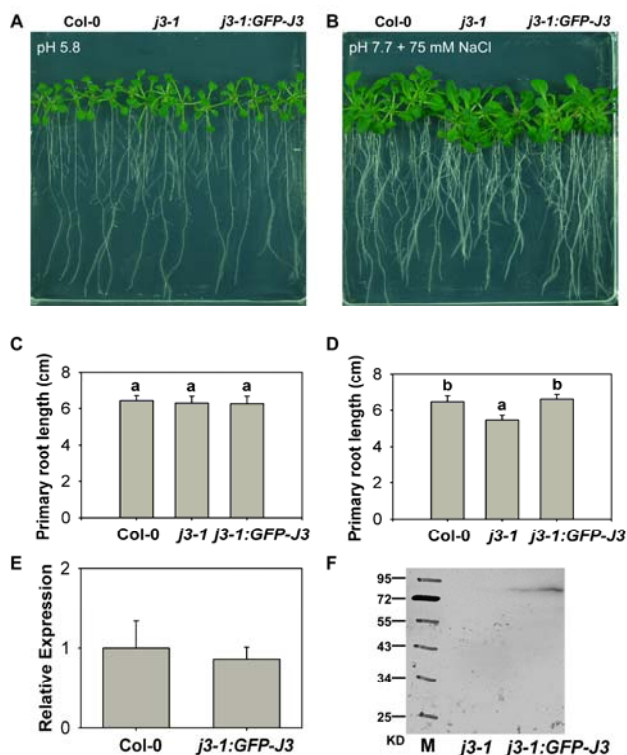 A
Col-0 j3-1 j3-1:GFP-J3
pH 5.8
B
Col-0 j3-1 j3-1:GFP-J3
pH 7.7 + 75 mM NaCl
C
Primary root length (cm)
8
6
4
2
0
a a a
Col-0 j3-1 j3-1:GFP-J3
D
Primary root length (cm)
8
6
4
2
0
b a b
Col-0 j3-1 j3-1:GFP-J3
E
Relative Expression
2
1
0
Col-0 j3-1:GFP-J3
F
95
72
55
43
34
25
KD M j3-1 j3-1:GFP-J3